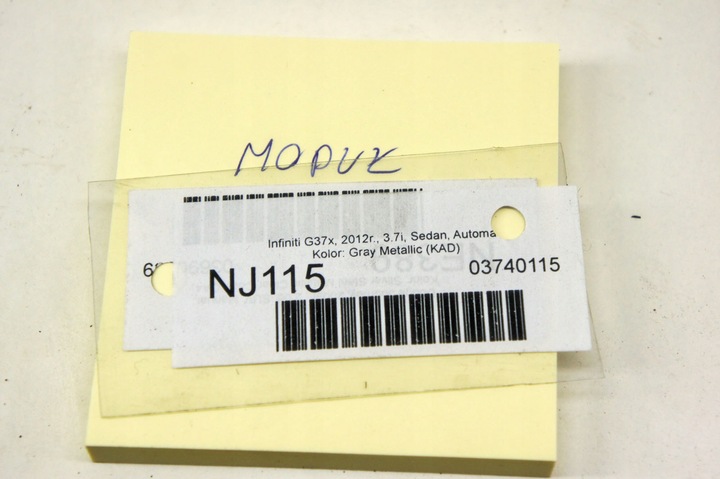 MODUŁ
Infiniti G37x, 2012r., 3.7i, Sedan, Automa
Kolor: Gray Metallic (KAD)
NJ115
03740115